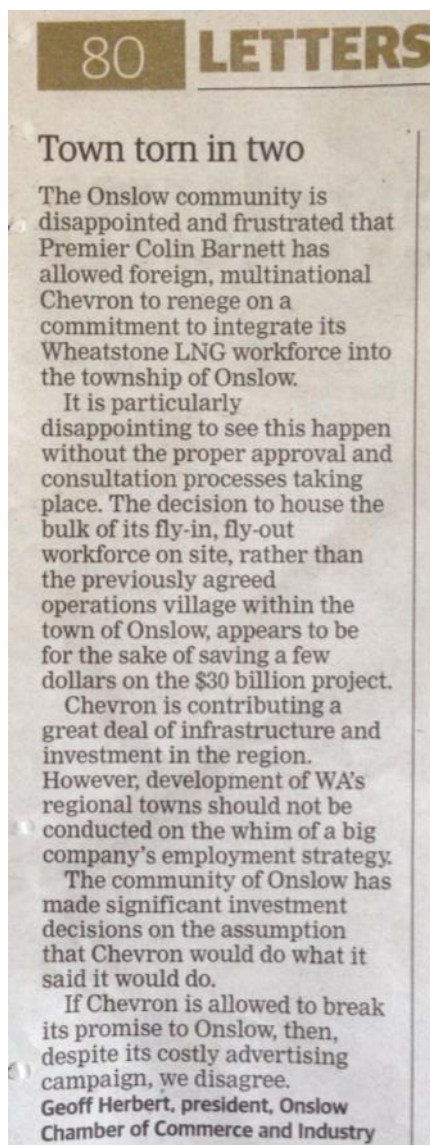 80 LETTERS
Town torn in two
The Onslow community is
disappointed and frustrated that
Premier Colin Barnett has
allowed foreign, multinational
Chevron to renege on a
commitment to integrate its
Wheatstone LNG workforce into
the township of Onslow.
It is particularly
disappointing to see this happen
without the proper approval and
consultation processes taking
place. The decision to house the
bulk of its fly-in, fly-out
workforce on site, rather than
the previously agreed
operations village within the
town of Onslow, appears to be
for the sake of saving a few
dollars on the $30 billion project.
Chevron is contributing a
great deal of infrastructure and
investment in the region.
However, development of WA's
regional towns should not be
conducted on the whim of a big
company's employment strategy.
The community of Onslow has
made significant investment
decisions on the assumption
that Chevron would do what it
said it would do.
If Chevron is allowed to break
its promise to Onslow, then,
despite its costly advertising
campaign, we disagree.
Geoff Herbert, president, Onslow
Chamber of Commerce and Industry